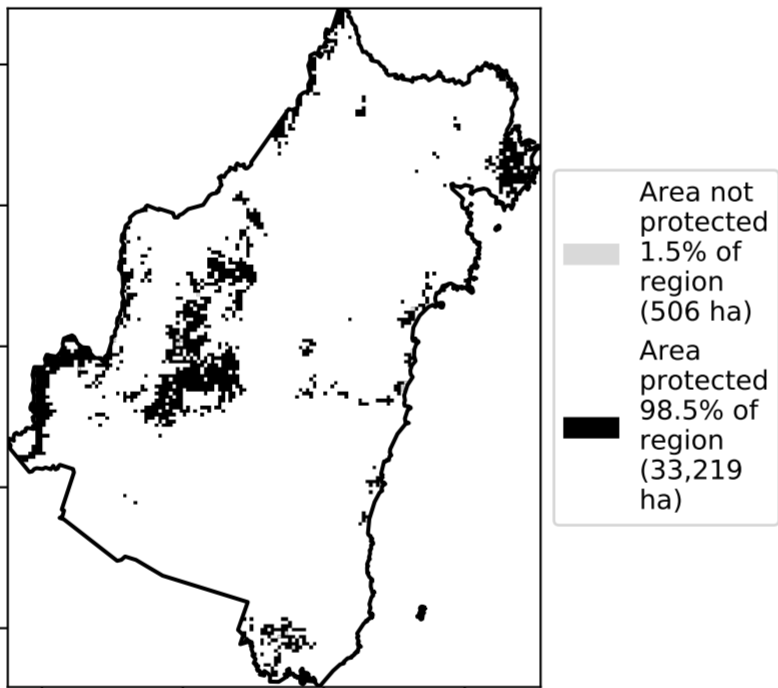 Area not
protected
1.5% of
region
(506 ha)
Area
protected
98.5% of
region
(33,219
ha)